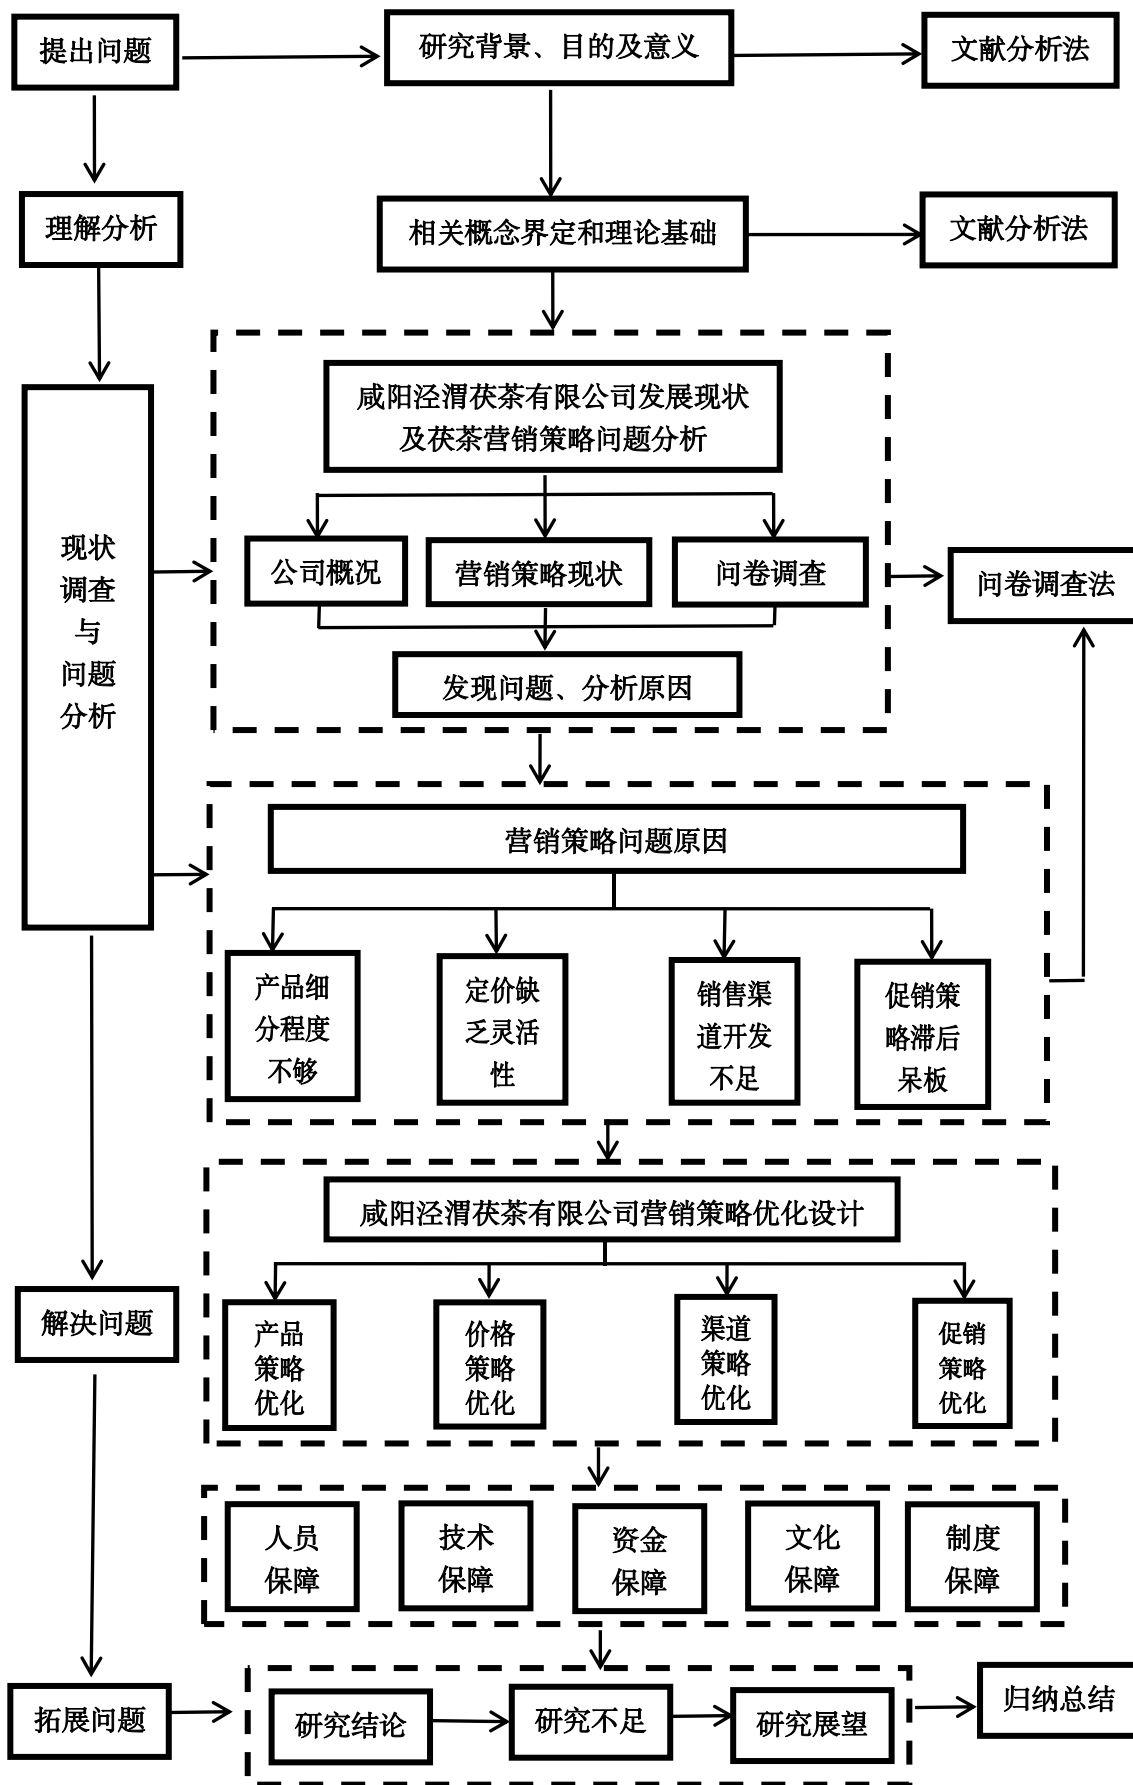 提出问题
研究背景、目的及意义
文献分析法
理解分析
相关概念界定和理论基础
文献分析法
咸阳泾渭茯茶有限公司发展现状
及茯茶营销策略问题分析
现状
调查
与
问题
分析
公司概况
营销策略现状
问卷调查
问卷调查法
发现问题、分析原因
营销策略问题原因
产品细
分程度
不够
定价缺
乏灵活
性
销售渠
道开发
不足
促销策
略滞后
呆板
咸阳泾渭茯茶有限公司营销策略优化设计
解决问题
产品
策略
优化
价格
策略
优化
渠道
策略
优化
促销
策略
优化
人员
保障
技术
保障
资金
保障
文化
保障
制度
保障
拓展问题
研究结论
研究不足
研究展望
归纳总结